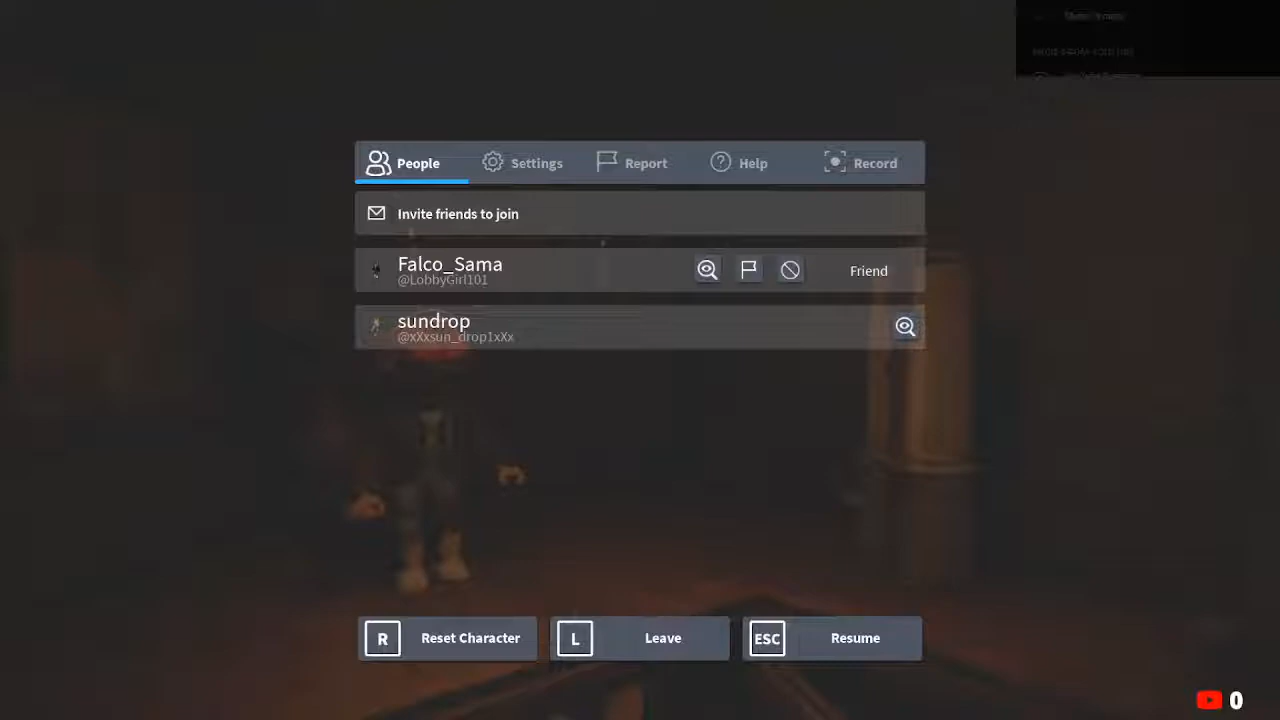 People
Settings
Report
Help
Record
Invite friends to join
Falco_Sama
@LobbyGirl101
Friend
sundrop
@xXxsun_drop1xXx
R
Reset Character
L
Leave
ESC
Resume
0